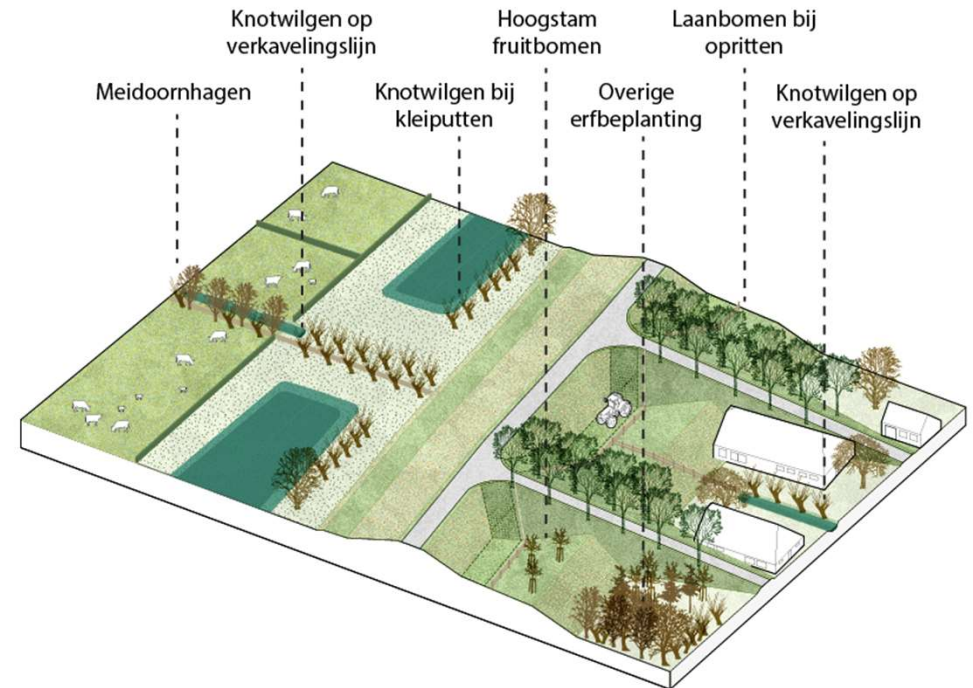 Knotwilgen op
verkavelingslijn
Hoogstam
fruitbomen
Laanbomen bij
opritten
Meidoornhagen
Knotwilgen bij
kleiputten
Overige
erfbeplanting
Knotwilgen op
verkavelingslijn